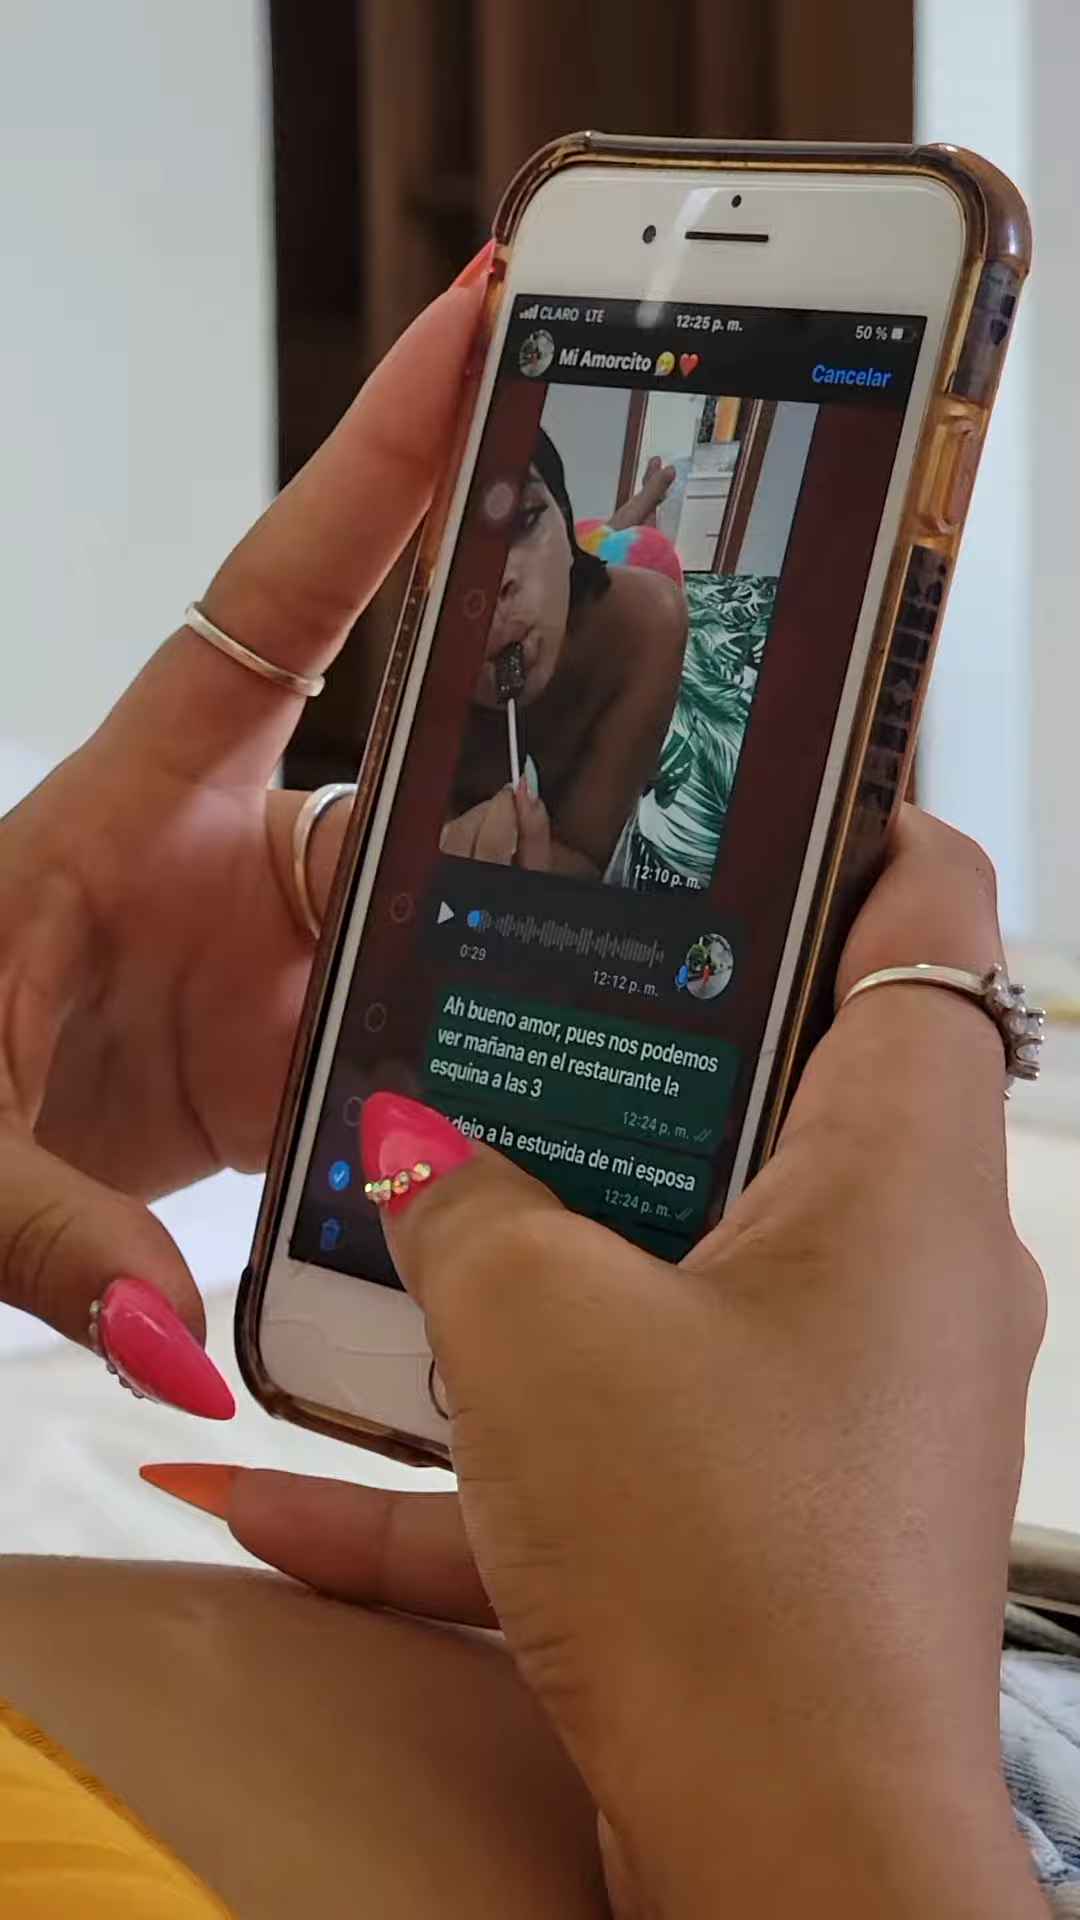 CLARO LTE 12:25 p. m. 50 %
Mi Amorcito Cancelar
12:10 p. m.
0:29
12:12 p. m.
Ah bueno amor, pues nos podemos
ver mañana en el restaurante la
esquina a las 3
12:24 p. m.
dejo a la estupida de mi esposa
12:24 p. m.